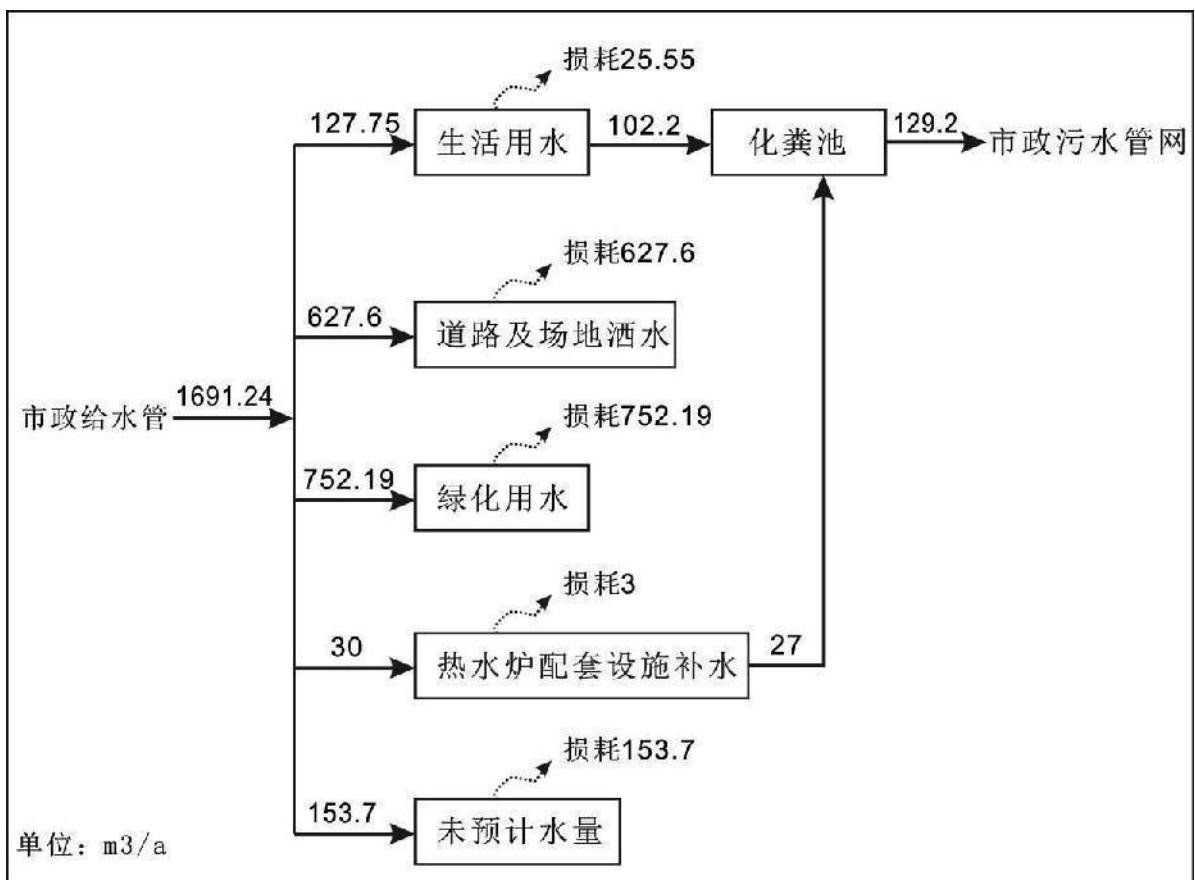 损耗25.55
127.75
生活用水
102.2
化粪池
129.2
市政污水管网
损耗627.6
627.6
道路及场地洒水
市政给水管
1691.24
损耗752.19
752.19
绿化用水
损耗3
30
热水炉配套设施补水
27
损耗153.7
153.7
未预计水量
单位：m3/a